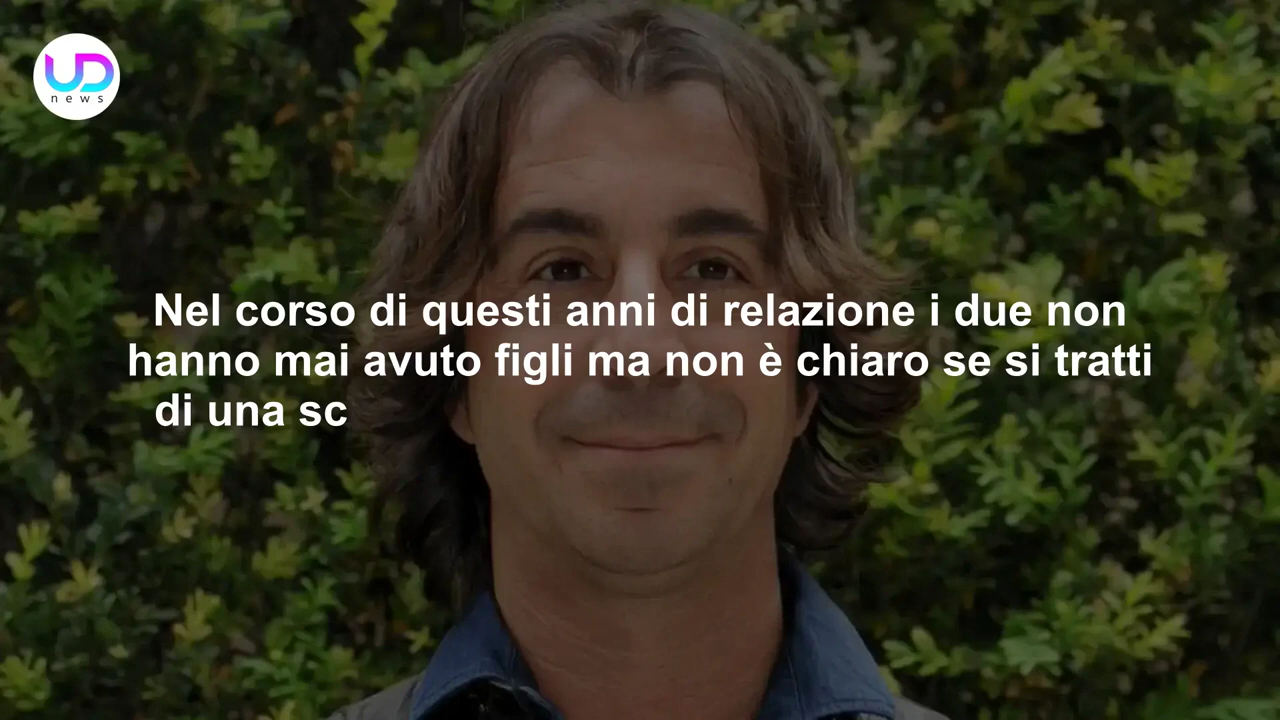 UD
news
Nel corso di questi anni di relazione i due non
hanno mai avuto figli ma non è chiaro se si tratti
di una sc